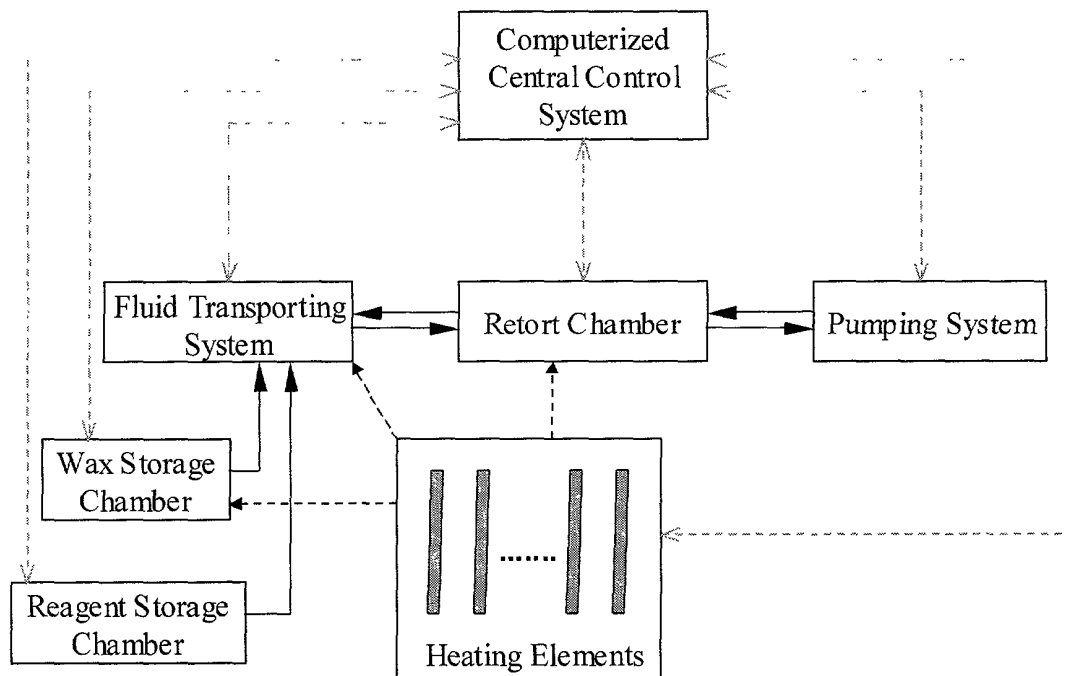 Computerized
Central Control
System
Fluid Transporting
System
Retort Chamber
Pumping System
Wax Storage
Chamber
Reagent Storage
Chamber
Heating Elements